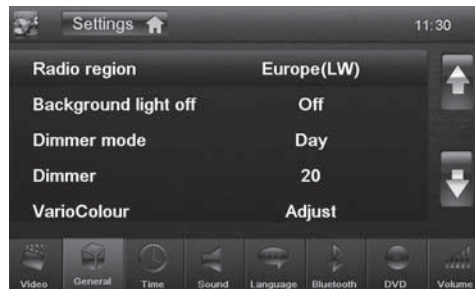 Settings 11:30
Radio region Europe(LW)
Background light off Off
Dimmer mode Day
Dimmer 20
VarioColour Adjust
Video General Time Sound Language Bluetooth DVD Volume